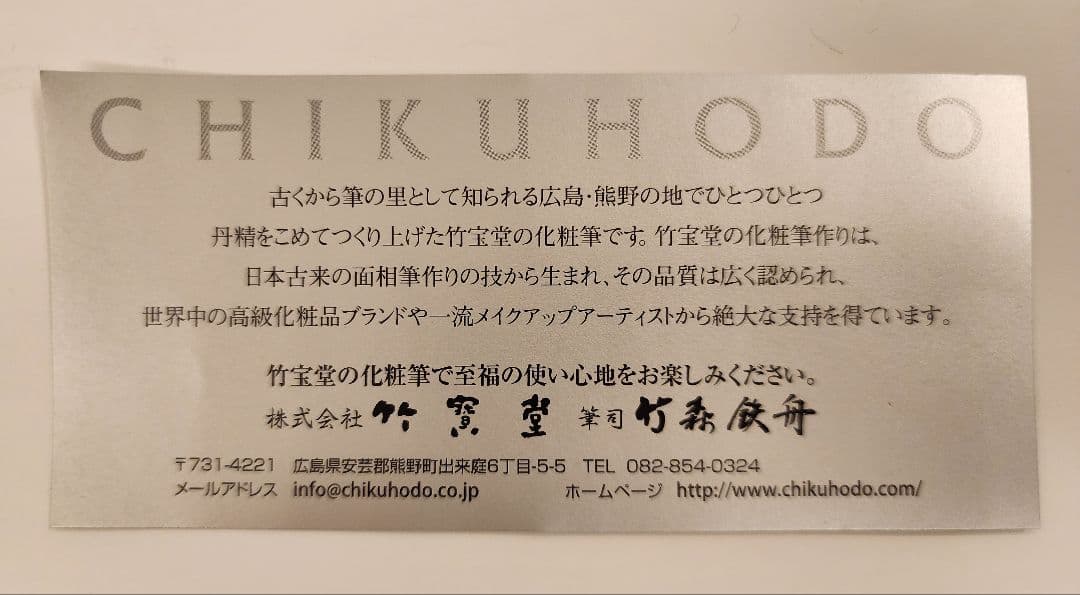 CHIKUHODO
古くから筆の里として知られる広島・熊野の地でひとつひとつ
丹精をこめてつくり上げた竹宝堂の化粧筆です。竹宝堂の化粧筆作りは、
日本古来の面相筆作りの技から生まれ、その品質は広く認められ、
世界中の高級化粧品ブランドや一流メイクアップアーティストから絶大な支持を得ています。
竹宝堂の化粧筆で至福の使い心地をお楽しみください。
株式会社 竹寶堂 筆司 竹森鉄舟
〒731-4221 広島県安芸郡熊野町出来庭6丁目-5-5 TEL 082-854-0324
メールアドレス info@chikuhodo.co.jp ホームページ http://www.chikuhodo.com/